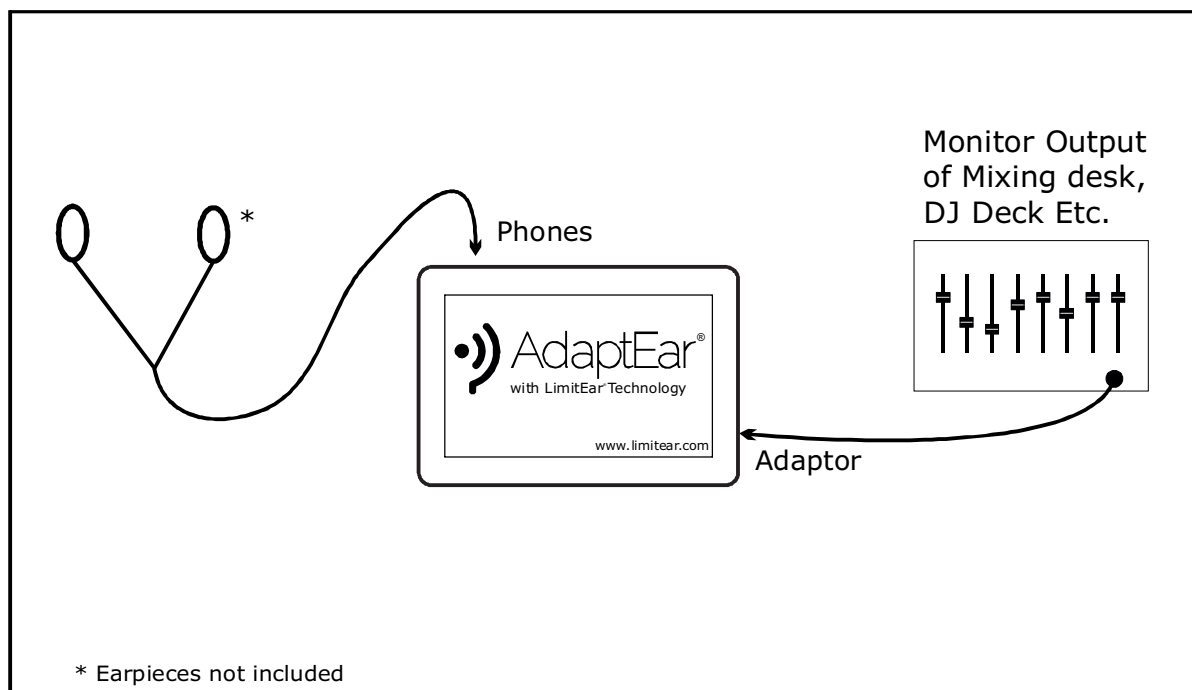 Monitor Output
of Mixing desk,
DJ Deck Etc.
*
Phones
AdaptEar®
with LimitEar® Technology
www.limitear.com
Adaptor
* Earpieces not included